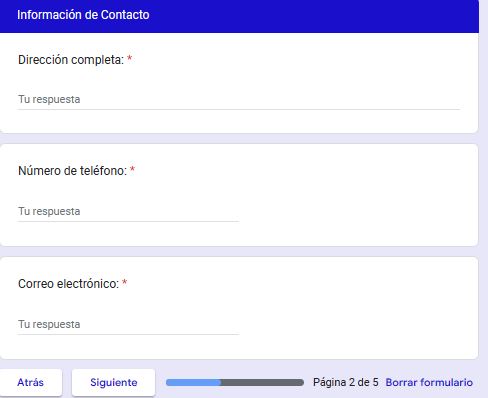 Información de Contacto
Dirección completa: *
Tu respuesta
Número de teléfono: *
Tu respuesta
Correo electrónico: *
Tu respuesta
Atrás Siguiente Página 2 de 5 Borrar formulario